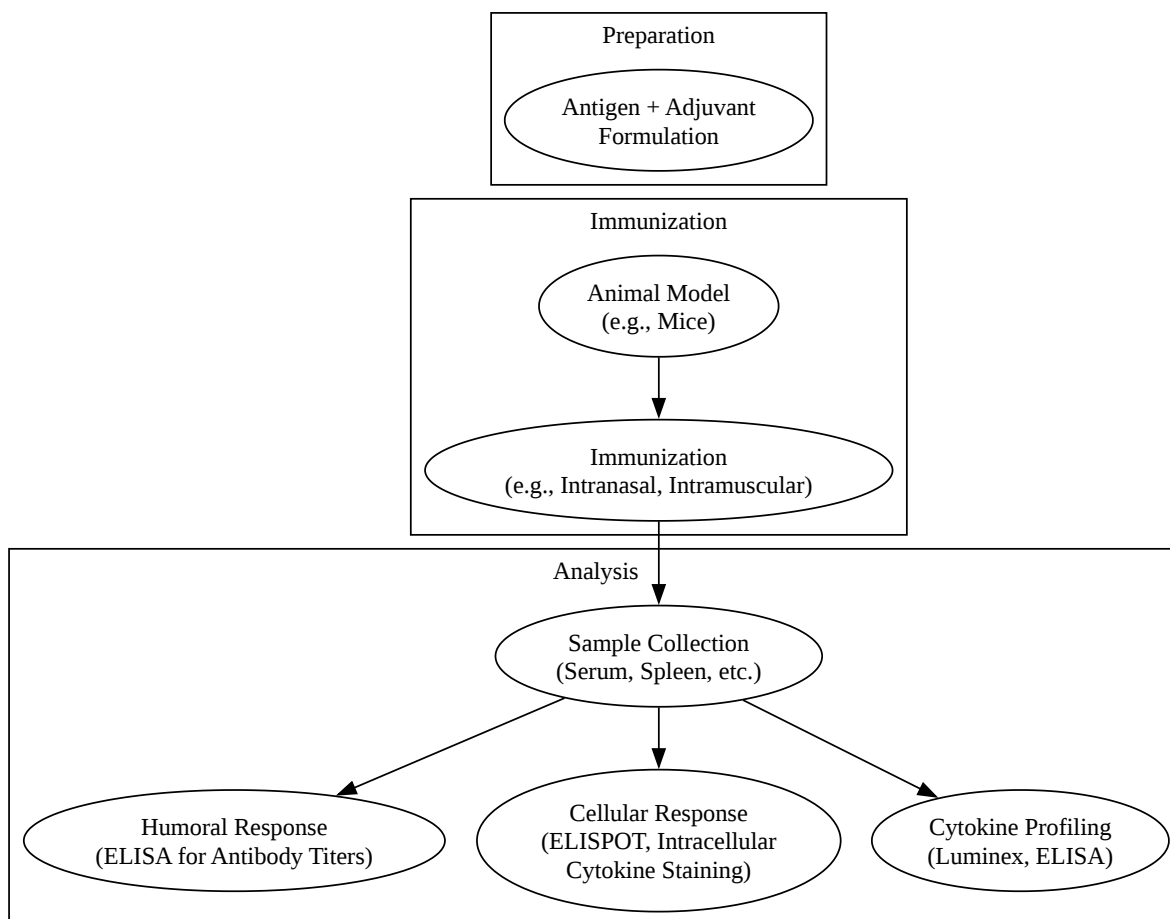 Preparation
Antigen + Adjuvant
Formulation
Immunization
Animal Model
(e.g., Mice)
Immunization
(e.g., Intranasal, Intramuscular)
Analysis
Sample Collection
(Serum, Spleen, etc.)
Humoral Response
(ELISA for Antibody Titers)
Cellular Response
(ELISPOT, Intracellular
Cytokine Staining)
Cytokine Profiling
(Luminex, ELISA)